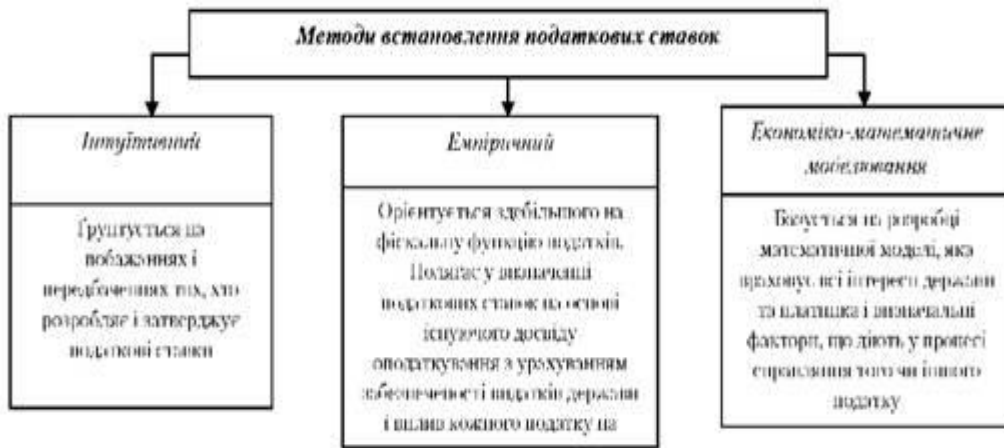 Методи встановлення податкових ставок
Інтуїтивний
Ґрунтується на
побажаннях і
передбаченнях тих, хто
розробляє і затверджує
податкові ставки
Емпіричний
Орієнтується здебільшого на
фіскальну функцію податків.
Полягає у визначенні
податкових ставок на основі
існуючого досвіду
оподаткування з урахуванням
забезпеченості видатків держави
і вплив кожного податку на
Економіко-математичне
моделювання
Базується на розробці
математичної моделі, яка
враховує всі інтереси держави
та платника і визначальні
фактори, що діють у процесі
справляння того чи іншого
податку